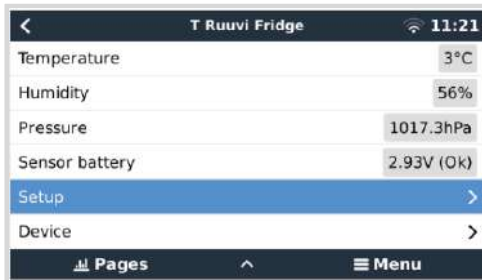 T Ruuvi Fridge 11:21
Temperature 3°C
Humidity 56%
Pressure 1017.3hPa
Sensor battery 2.93V (Ok)
Setup
Device
Pages Menu